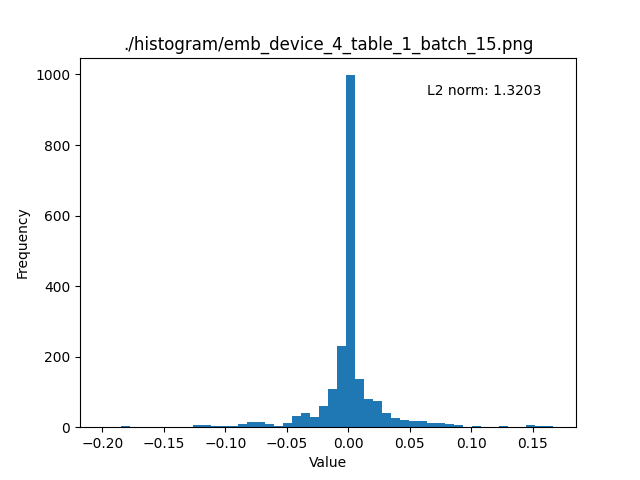 ./histogram/emb_device_4_table_1_batch_15.png
L2 norm: 1.3203
Frequency
1000
800
600
400
200
0
−0.20 −0.15 −0.10 −0.05 0.00 0.05 0.10 0.15
Value